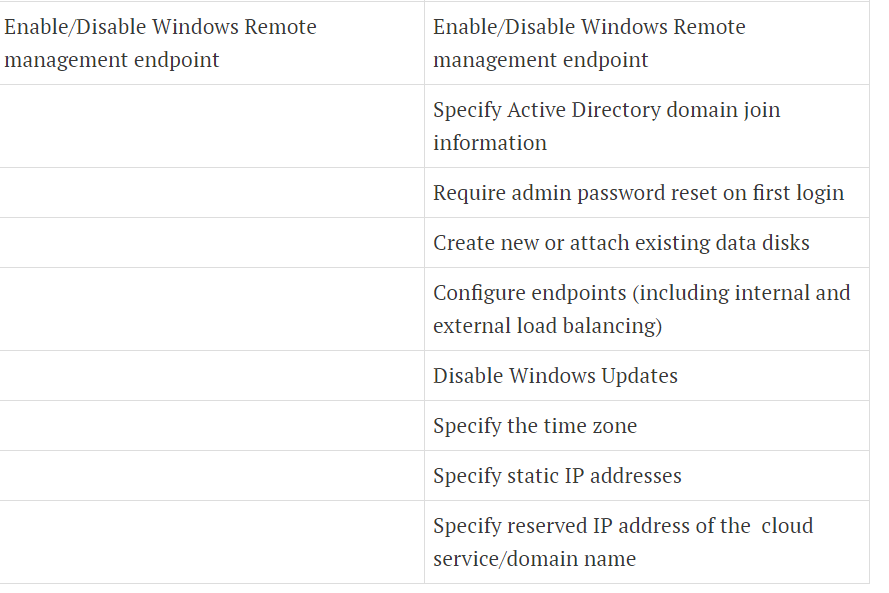 Enable/Disable Windows Remote
management endpoint
Enable/Disable Windows Remote
management endpoint
Specify Active Directory domain join
information
Require admin password reset on first login
Create new or attach existing data disks
Configure endpoints (including internal and
external load balancing)
Disable Windows Updates
Specify the time zone
Specify static IP addresses
Specify reserved IP address of the  cloud
service/domain name